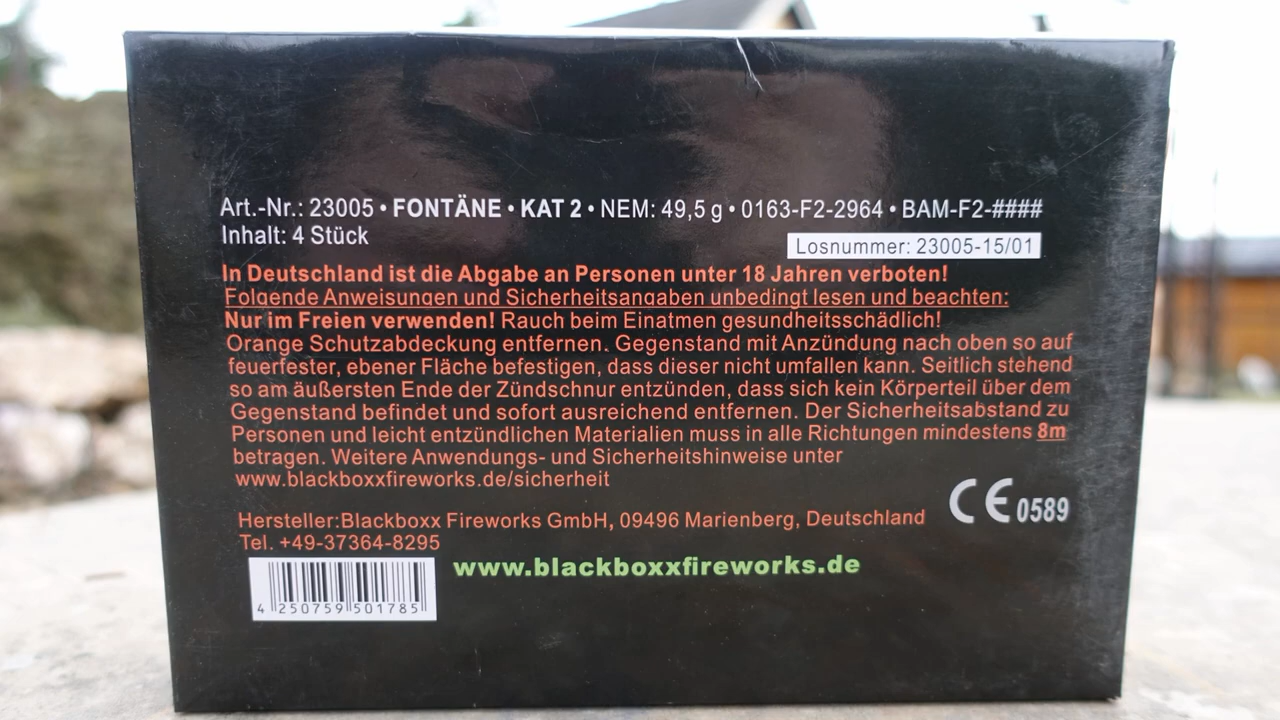 Art.-Nr.: 23005 • FONTÄNE • KAT 2 • NEM: 49,5 g • 0163-F2-2964 • BAM-F2-####
Inhalt: 4 Stück
Losnummer: 23005-15/01
In Deutschland ist die Abgabe an Personen unter 18 Jahren verboten!
Folgende Anweisungen und Sicherheitsangaben unbedingt lesen und beachten:
Nur im Freien verwenden! Rauch beim Einatmen gesundheitsschädlich!
Orange Schutzabdeckung entfernen. Gegenstand mit Anzündung nach oben so auf
feuerfester, ebener Fläche befestigen, dass dieser nicht umfallen kann. Seitlich stehend
so am äußersten Ende der Zündschnur entzünden, dass sich kein Körperteil über dem
Gegenstand befindet und sofort ausreichend entfernen. Der Sicherheitsabstand zu
Personen und leicht entzündlichen Materialien muss in alle Richtungen mindestens 8m
betragen. Weitere Anwendungs- und Sicherheitshinweise unter
www.blackboxxfireworks.de/sicherheit
CE 0589
Hersteller:Blackboxx Fireworks GmbH, 09496 Marienberg, Deutschland
Tel. +49-37364-8295
www.blackboxxfireworks.de
4 250759 501785